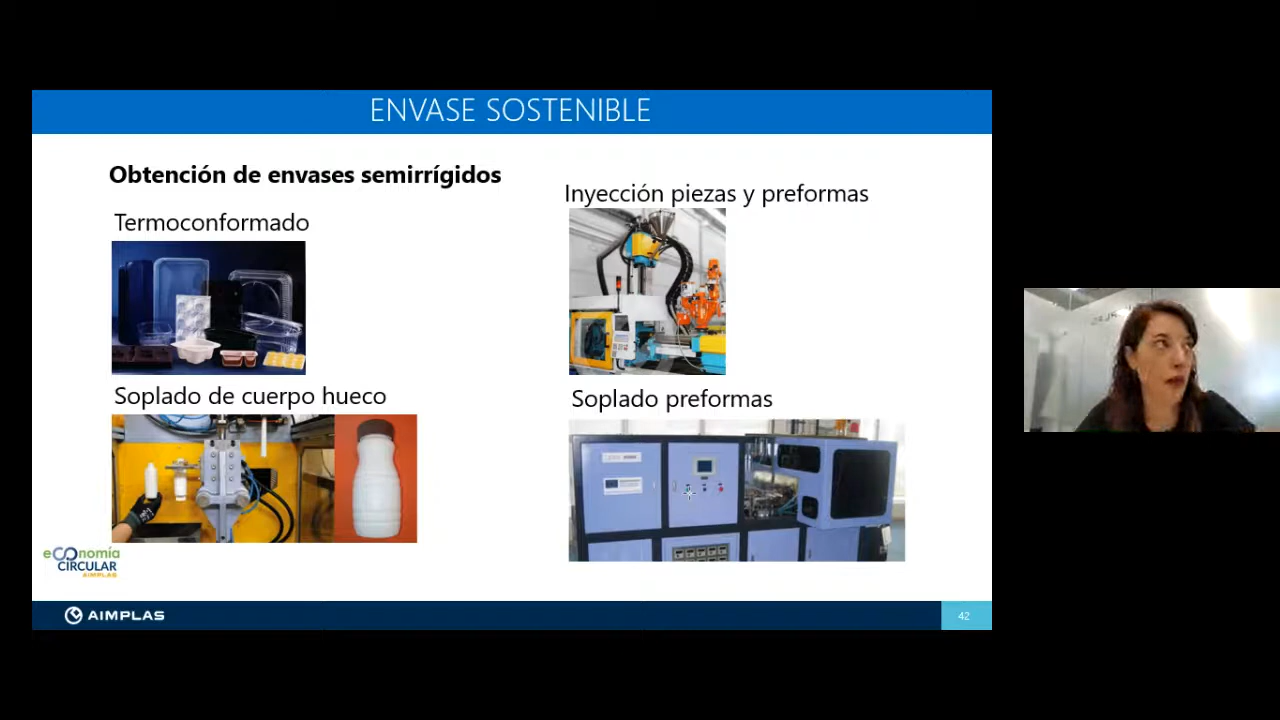 ENVASE SOSTENIBLE
Obtención de envases semirrígidos
Termoconformado
Inyección piezas y preformas
Soplado de cuerpo hueco
Soplado preformas
eCOnomía
CIRCULAR
AIMPLAS
AIMPLAS
42